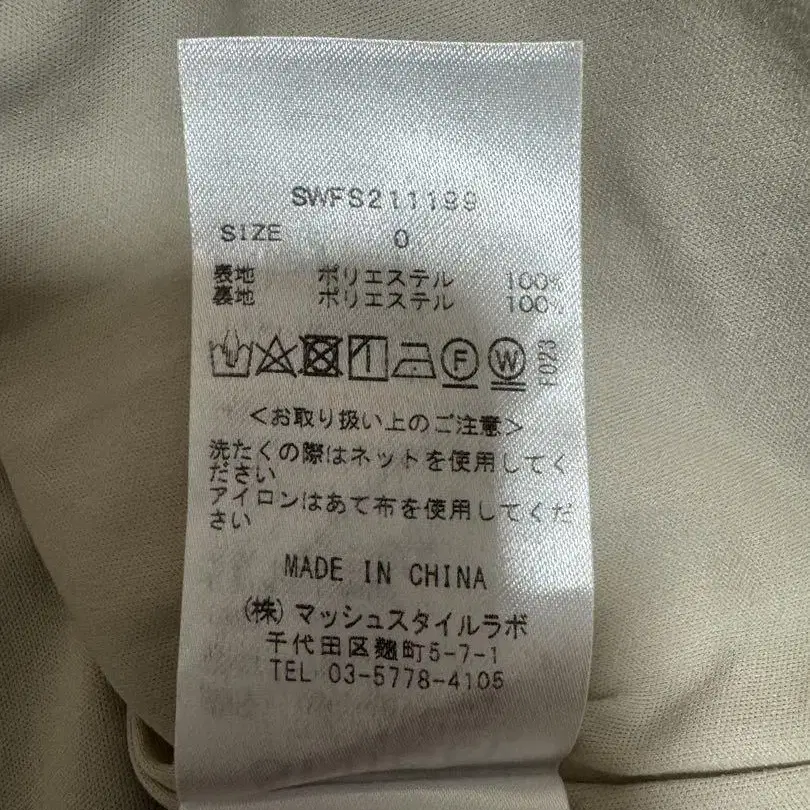 SWFS211199
SIZE 0
表地 ポリエステル 100%
裏地 ポリエステル 100%
F W F023
<お取り扱い上のご注意>
洗たくの際はネットを使用してく
ださい
アイロンはあて布を使用してくだ
さい
MADE IN CHINA
(株)マッシュスタイルラボ
千代田区麹町5-7-1
TEL 03-5778-4105